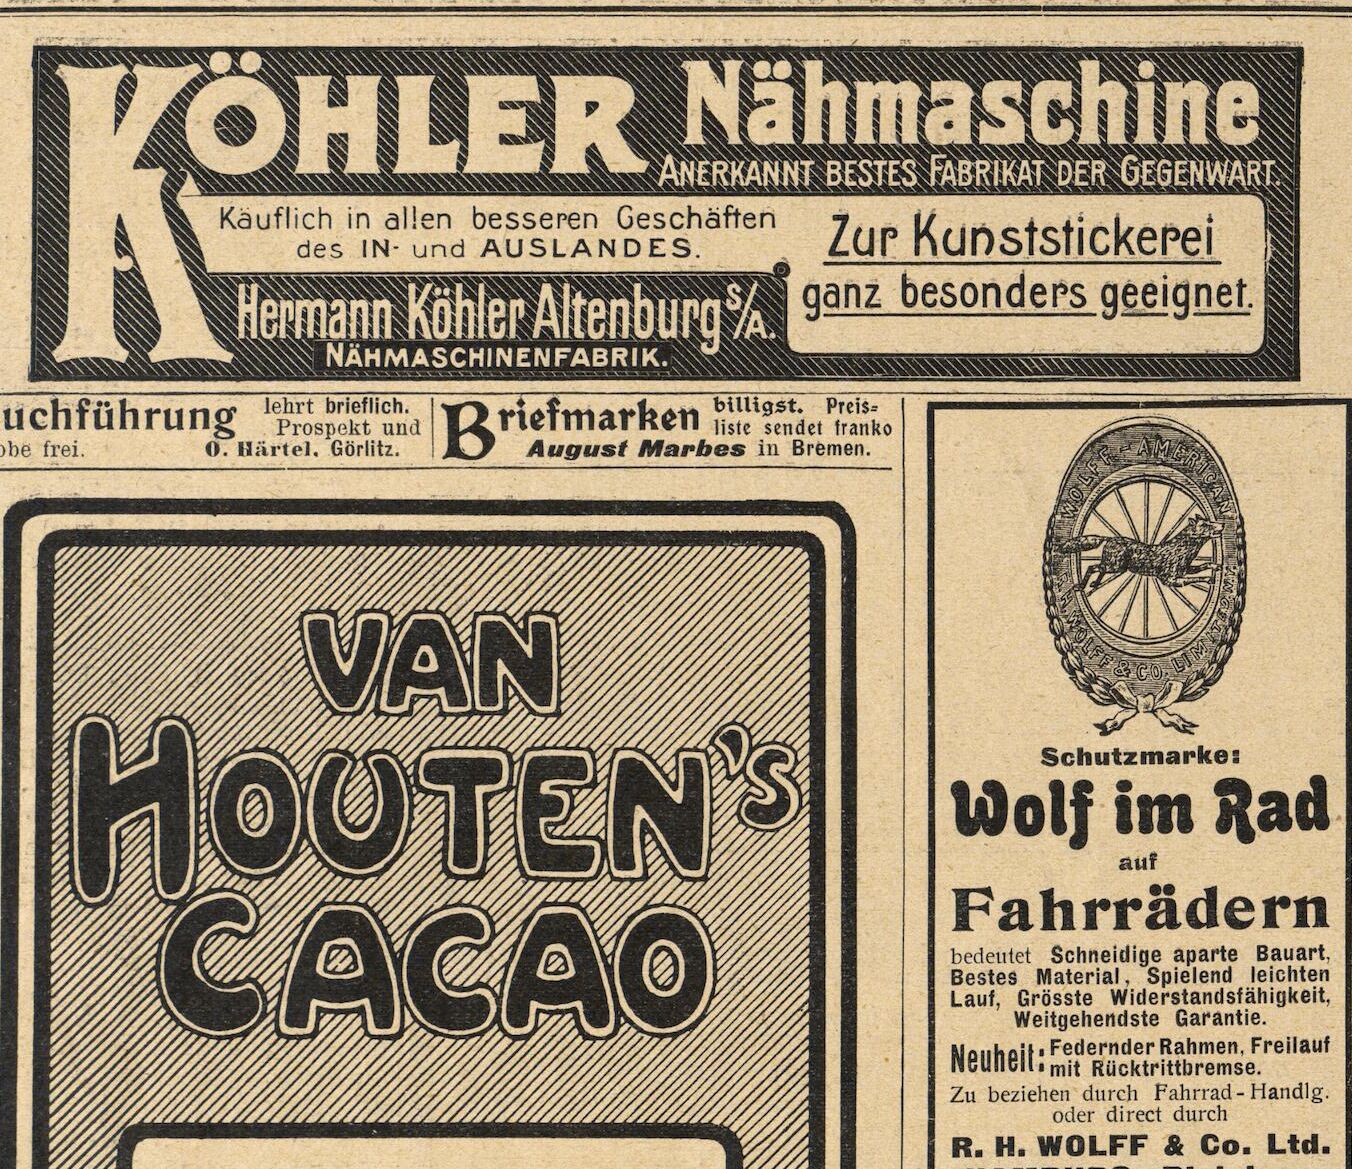 KÖHLER Nähmaschine
ANERKANNT BESTES FABRIKAT DER GEGENWART.
Käuflich in allen besseren Geschäften
des IN- und AUSLANDES.
Hermann Köhler Altenburg S/A.
NÄHMASCHINENFABRIK.
Zur Kunststickerei
ganz besonders geeignet.
uchführung lehrt brieflich.
Prospekt und
obe frei. O. Härtel, Görlitz.
Briefmarken billigst. Preis=
liste sendet franko
August Marbes in Bremen.
VAN
HOUTEN'S
CACAO
WOLFF-AMERICAN
R.H. WOLFF & CO. LIMITED N.Y.
Schutzmarke:
Wolf im Rad
auf
Fahrrädern
bedeutet Schneidige aparte Bauart,
Bestes Material, Spielend leichten
Lauf, Grösste Widerstandsfähigkeit,
Weitgehendste Garantie.
Neuheit: Federnder Rahmen, Freilauf
mit Rücktrittbremse.
Zu beziehen durch Fahrrad-Handlg.
oder direct durch
R. H. WOLFF & Co. Ltd.